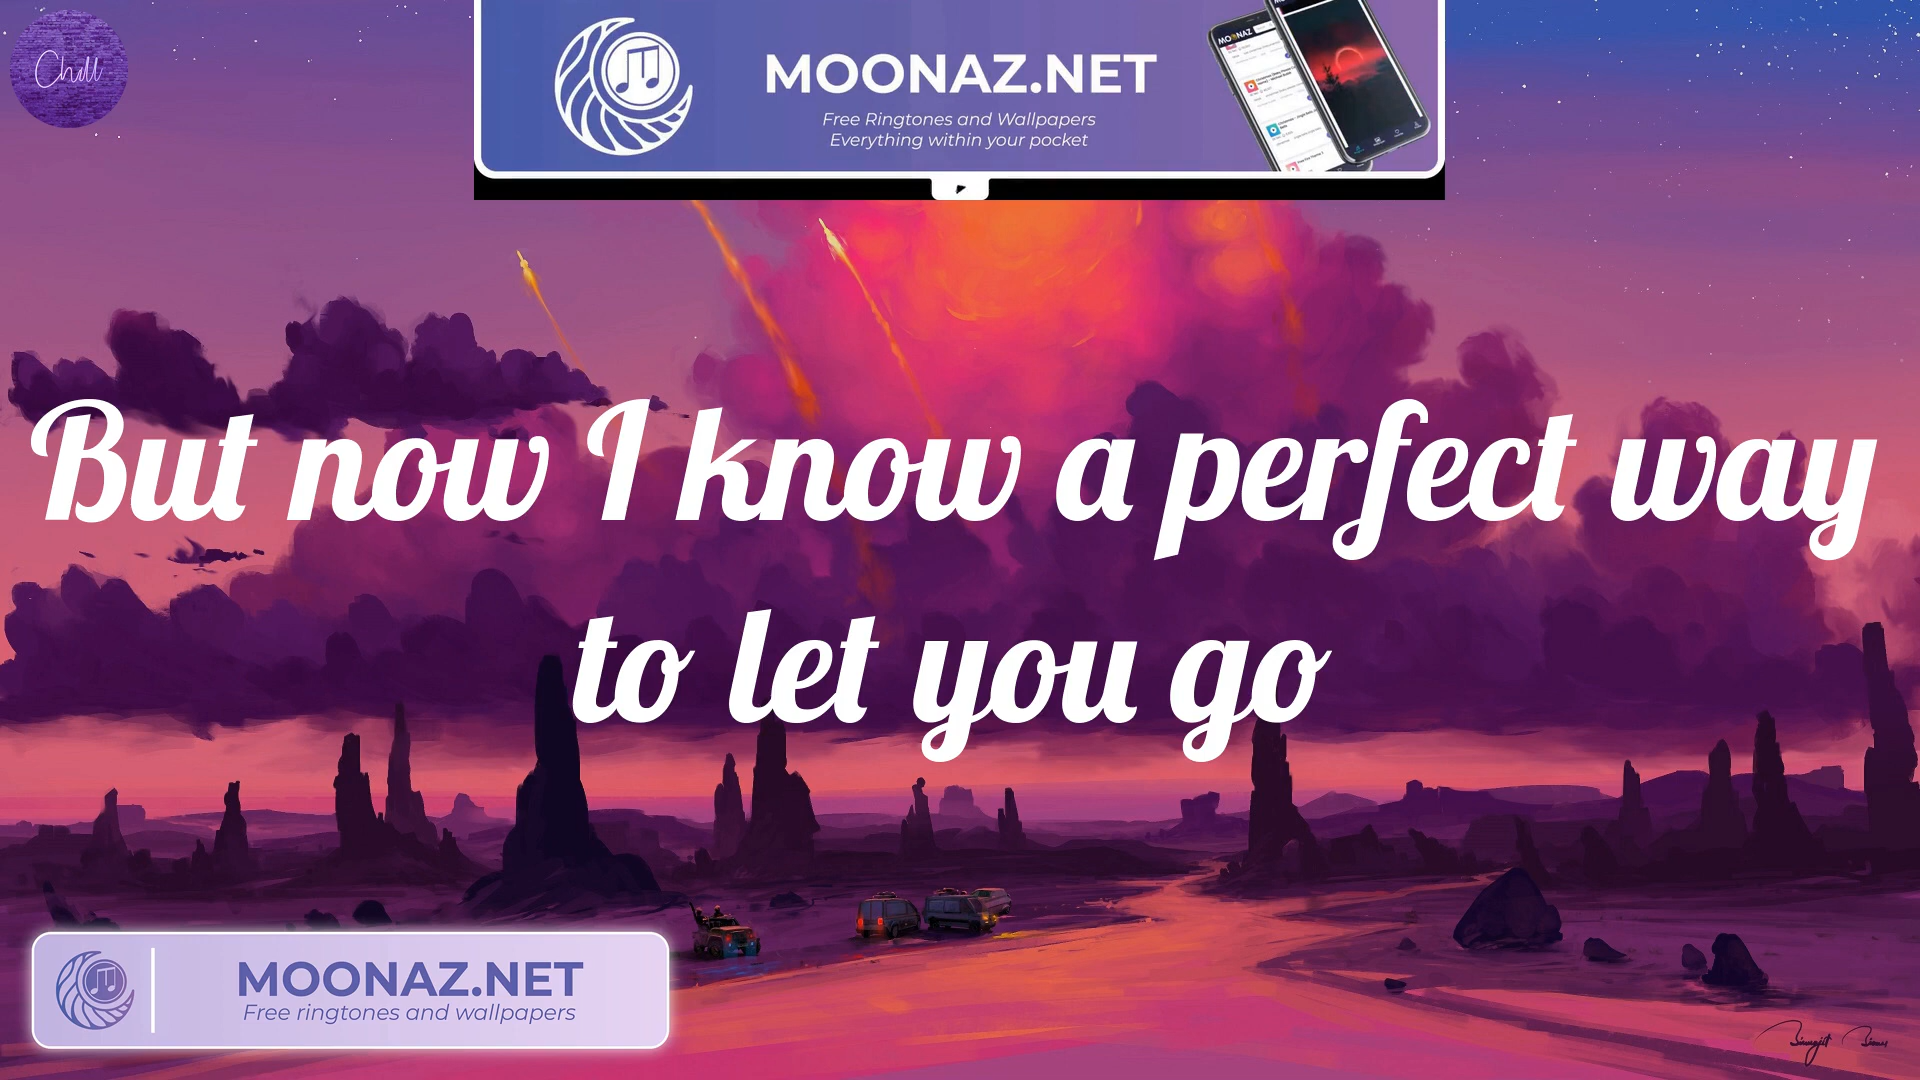 Chill
MOONAZ.NET
Free Ringtones and Wallpapers
Everything within your pocket
But now I know a perfect way
to let you go
MOONAZ.NET
Free ringtones and wallpapers